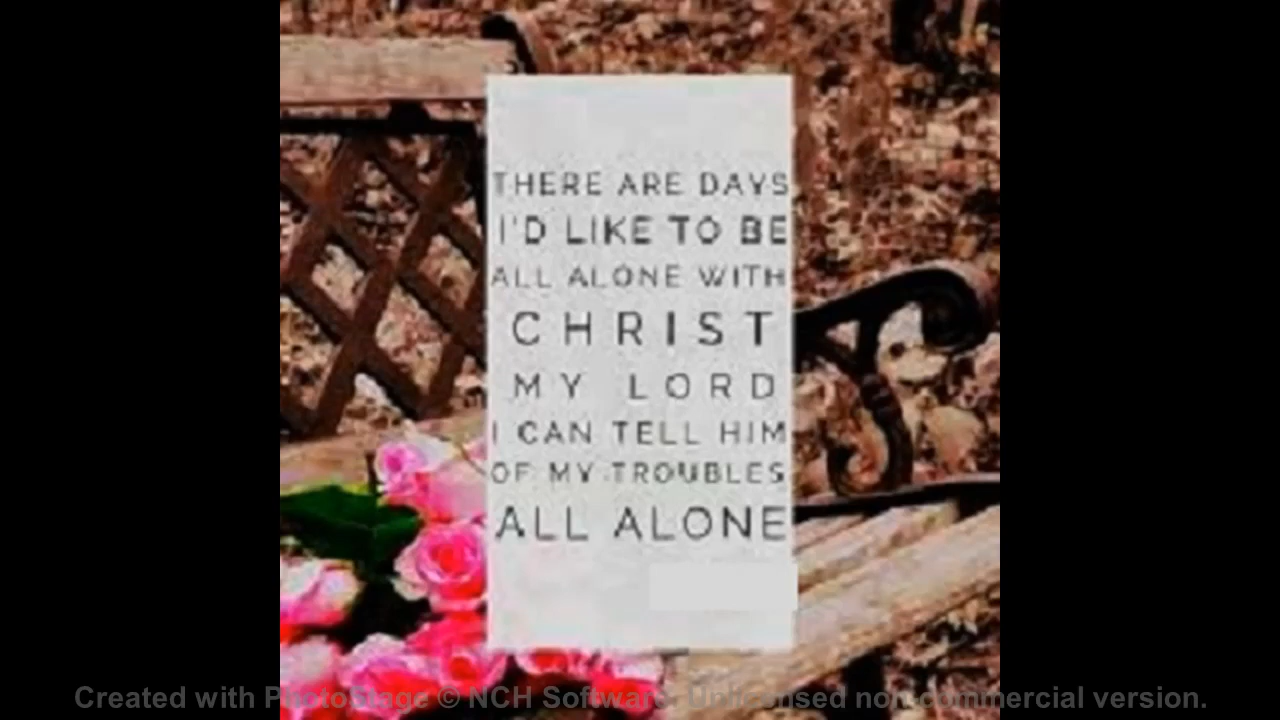 THERE ARE DAYS
I'D LIKE TO BE
ALL ALONE WITH
CHRIST
MY LORD
I CAN TELL HIM
OF MY TROUBLES
ALL ALONE
Created with PhotoStage © NCH Software. Unlicensed non-commercial version.